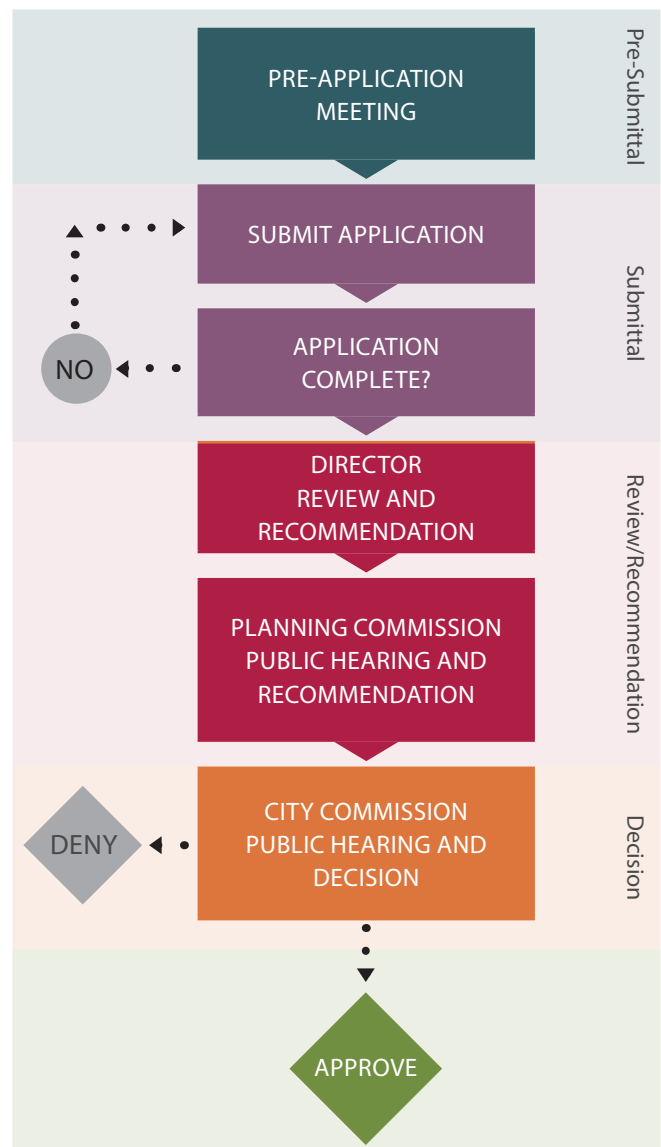 PRE-APPLICATION
MEETING
Pre-Submittal
SUBMIT APPLICATION
Submittal
APPLICATION
COMPLETE?
NO
DIRECTOR
REVIEW AND
RECOMMENDATION
Review/Recommendation
PLANNING COMMISSION
PUBLIC HEARING AND
RECOMMENDATION
CITY COMMISSION
PUBLIC HEARING AND
DECISION
Decision
DENY
APPROVE